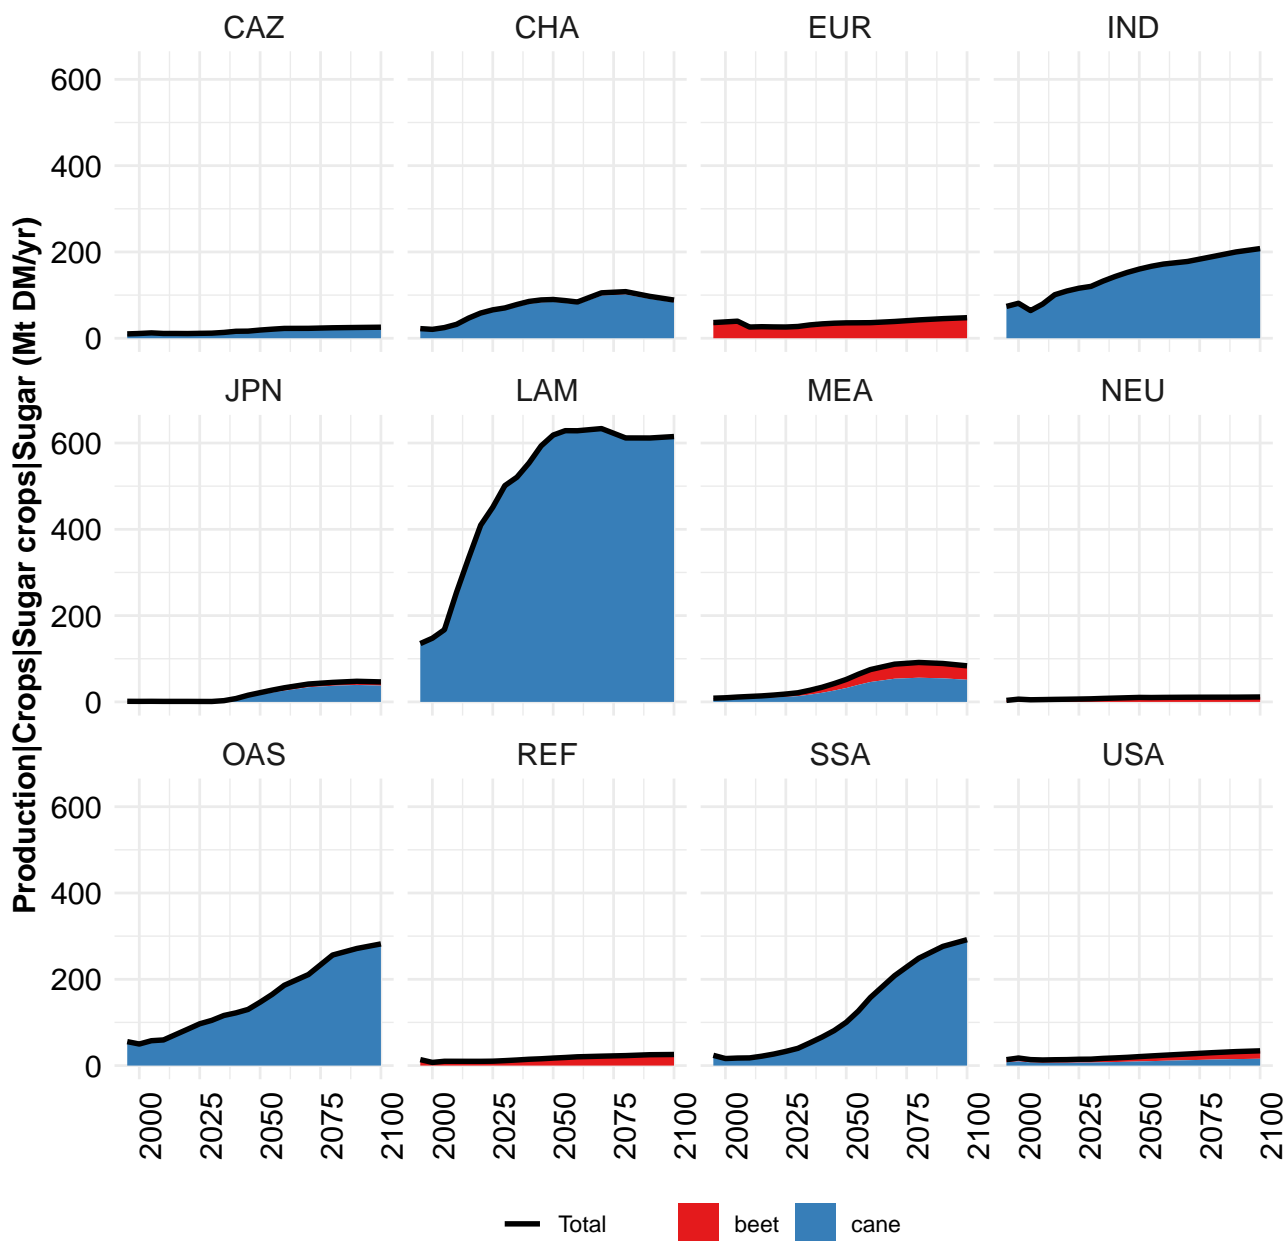 CAZ CHA EUR IND
600
400
200
0
JPN LAM MEA NEU
600
400
200
0
OAS REF SSA USA
600
400
200
0
Production|Crops|Sugar crops|Sugar (Mt DM/yr)
2000 2025 2050 2075 2100 2000 2025 2050 2075 2100 2000 2025 2050 2075 2100 2000 2025 2050 2075 2100
Total beet cane